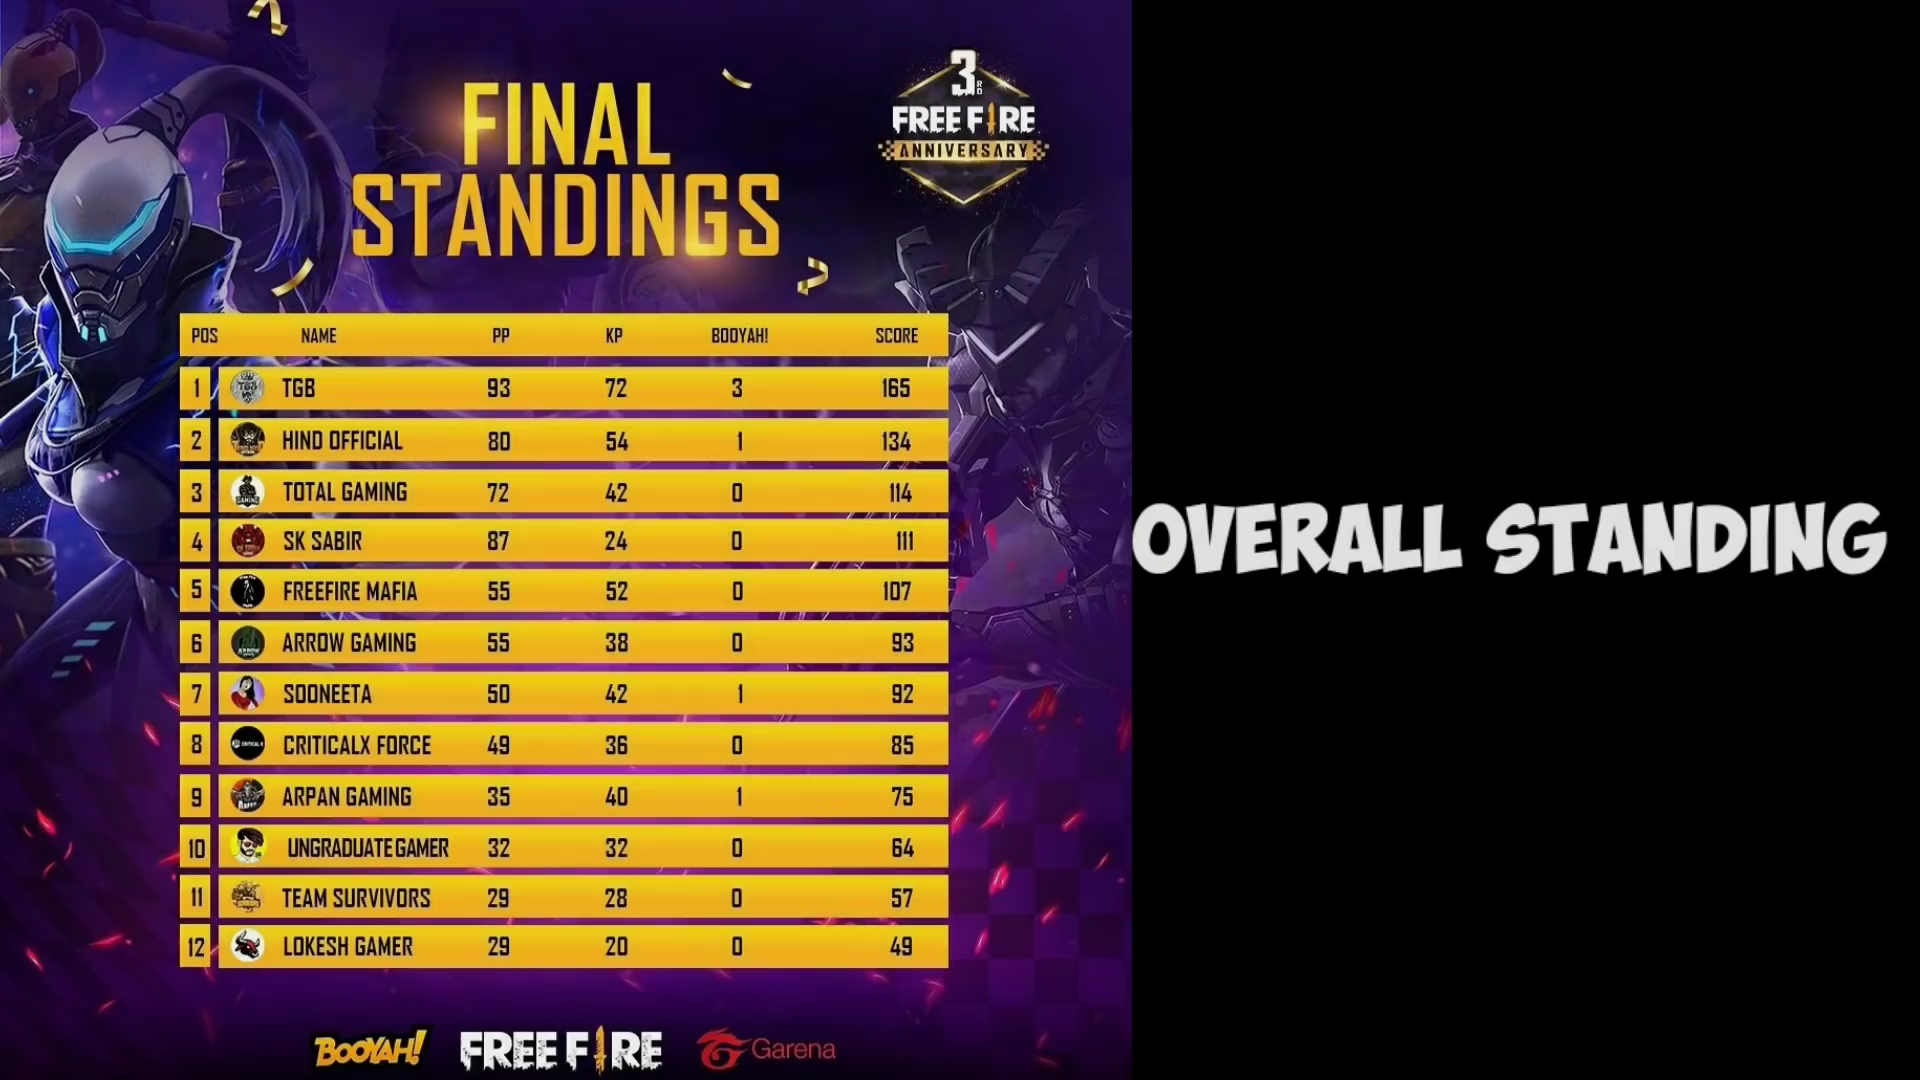 3RD
FREE FIRE
ANNIVERSARY
FINAL
STANDINGS
POS NAME PP KP BOOYAH! SCORE
1 TGB 93 72 3 165
2 HIND OFFICIAL 80 54 1 134
3 TOTAL GAMING 72 42 0 114
4 SK SABIR 87 24 0 111
5 FREEFIRE MAFIA 55 52 0 107
6 ARROW GAMING 55 38 0 93
7 SOONEETA 50 42 1 92
8 CRITICALX FORCE 49 36 0 85
9 ARPAN GAMING 35 40 1 75
10 UNGRADUATE GAMER 32 32 0 64
11 TEAM SURVIVORS 29 28 0 57
12 LOKESH GAMER 29 20 0 49
OVERALL STANDING
BOOYAH! FREE FIRE Garena